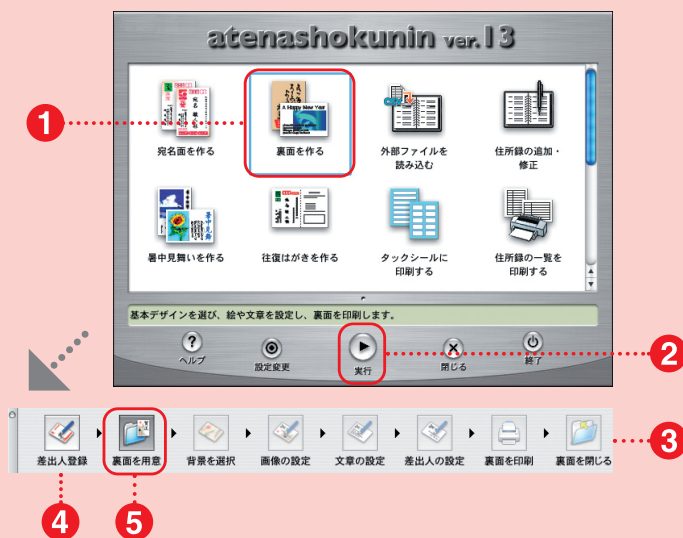 atenashokunin ver.13
1
宛名面を作る
裏面を作る
外部ファイルを
読み込む
住所録の追加・
修正
A Happy New Year
CSV
暑中見舞いを作る
往復はがきを作る
タックシールに
印刷する
住所録の一覧を
印刷する
暑中見舞
基本デザインを選び、絵や文章を設定し、裏面を印刷します。
?
ヘルプ
設定変更
実行
閉じる
終了
2
差出人登録
裏面を用意
背景を選択
画像の設定
文章の設定
差出人の設定
裏面を印刷
裏面を閉じる
3
4
5